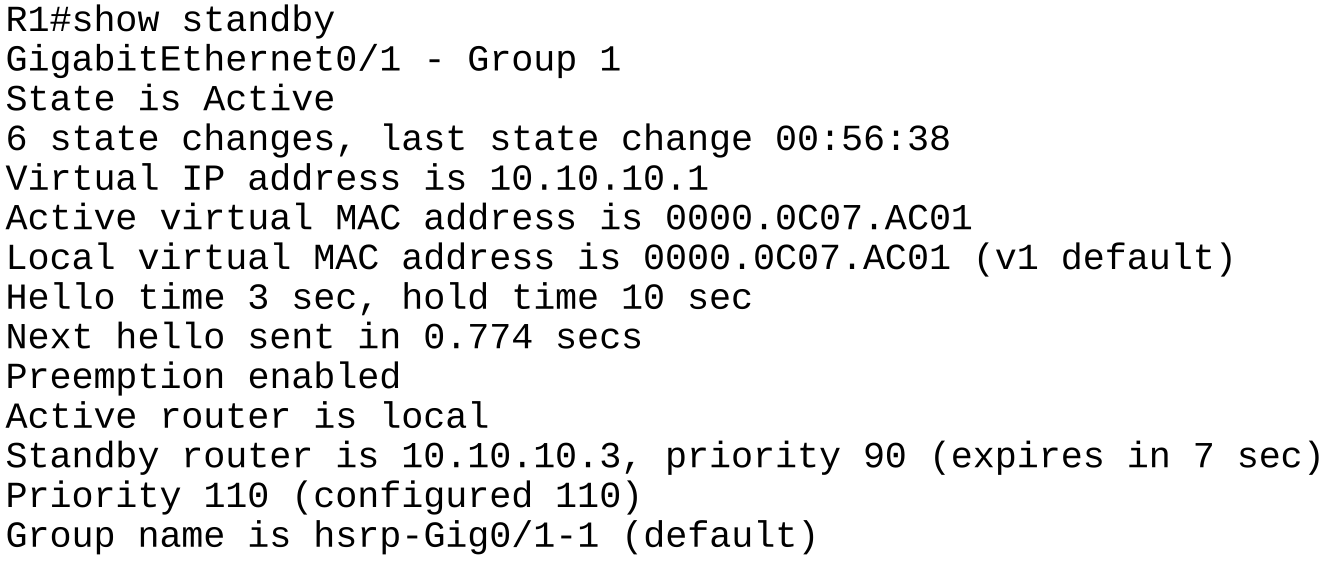 R1#show standby
GigabitEthernet0/1 - Group 1
State is Active
6 state changes, last state change 00:56:38
Virtual IP address is 10.10.10.1
Active virtual MAC address is 0000.0C07.AC01
Local virtual MAC address is 0000.0C07.AC01 (v1 default)
Hello time 3 sec, hold time 10 sec
Next hello sent in 0.774 secs
Preemption enabled
Active router is local
Standby router is 10.10.10.3, priority 90 (expires in 7 sec)
Priority 110 (configured 110)
Group name is hsrp-Gig0/1-1 (default)